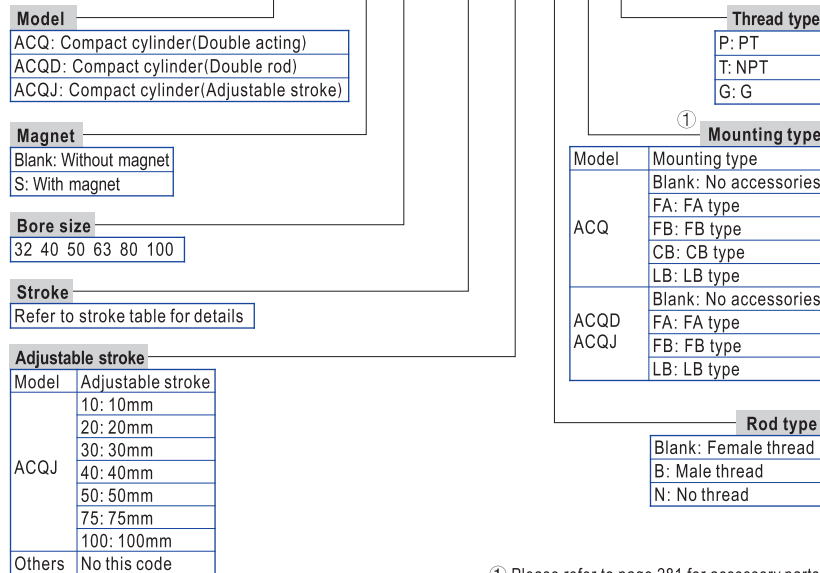 Model
ACQ: Compact cylinder(Double acting)
ACQD: Compact cylinder(Double rod)
ACQJ: Compact cylinder(Adjustable stroke)
Magnet
Blank: Without magnet
S: With magnet
Bore size
32 40 50 63 80 100
Stroke
Refer to stroke table for details
Adjustable stroke
Model Adjustable stroke
ACQJ
10: 10mm
20: 20mm
30: 30mm
40: 40mm
50: 50mm
75: 75mm
100: 100mm
Others No this code
Thread type
P: PT
T: NPT
G: G
①
Mounting type
Model Mounting type
ACQ
Blank: No accessories
FA: FA type
FB: FB type
CB: CB type
LB: LB type
ACQD
ACQJ
Blank: No accessories
FA: FA type
FB: FB type
LB: LB type
Rod type
Blank: Female thread
B: Male thread
N: No thread
① Please refer to page 281 for accessory parts